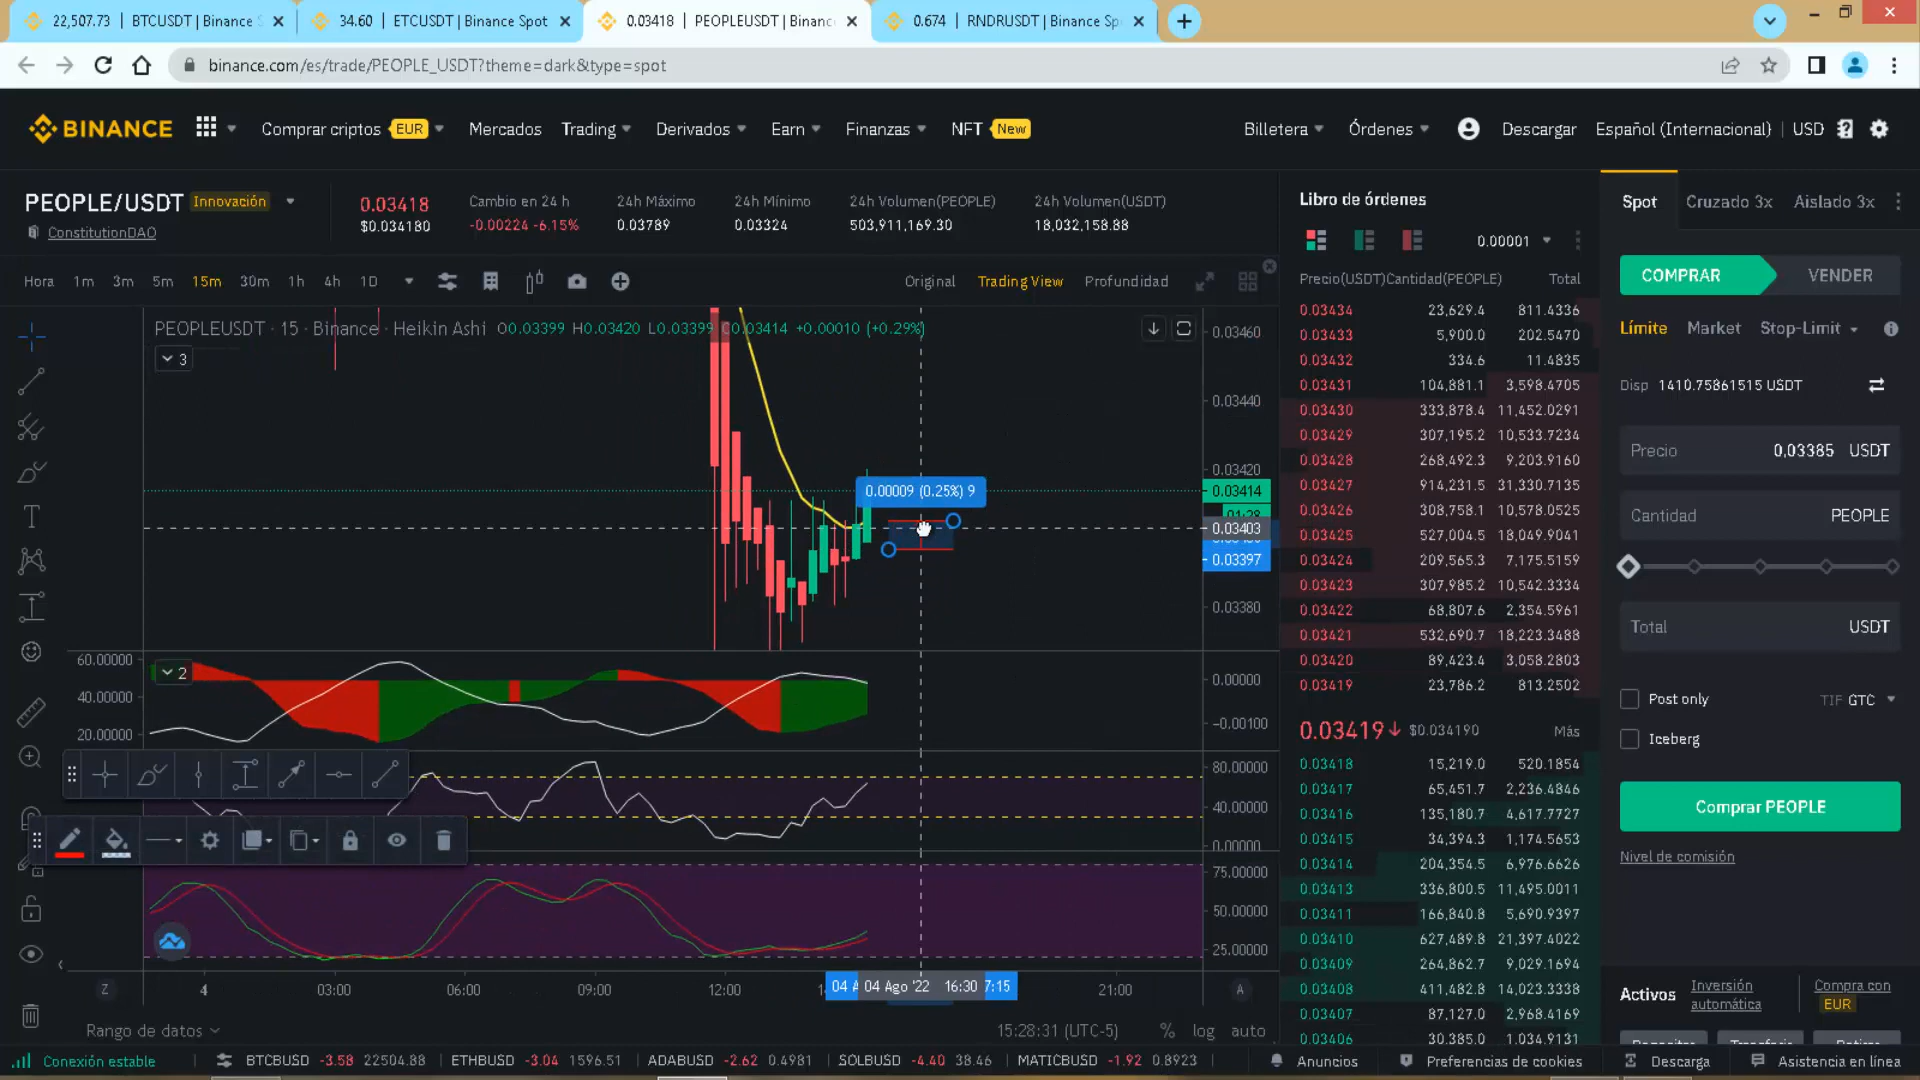 22,507.73 | BTCUSDT | Binance S
34.60 | ETCUSDT | Binance Spot
0.03418 | PEOPLEUSDT | Binanc
0.674 | RNDRUSDT | Binance Sp
binance.com/es/trade/PEOPLE_USDT?theme=dark&type=spot
BINANCE
Comprar criptos EUR
Mercados
Trading
Derivados
Earn
Finanzas
NFT New
Billetera
Órdenes
Descargar
Español (Internacional) | USD
PEOPLE/USDT Innovación
ConstitutionDAO
0.03418
$0.034180
Cambio en 24 h
-0.00224 -6.15%
24h Máximo
0.03789
24h Mínimo
0.03324
24h Volumen(PEOPLE)
503,911,169.30
24h Volumen(USDT)
18,032,158.88
Hora 1m 3m 5m 15m 30m 1h 4h 1D
Original Trading View Profundidad
PEOPLEUSDT · 15 · Binance · Heikin Ashi O0.03399 H0.03420 L0.03399 C0.03414 +0.00010 (+0.29%)
3
0.00009 (0.25%) 9
0.03460
0.03440
0.03420
0.03414
01:28
0.03403
0.03397
0.03380
2
60.00000
40.00000
20.00000
0.00000
-0.00100
80.00000
40.00000
0.00000
75.00000
50.00000
25.00000
Z 4 03:00 06:00 09:00 12:00 04 A 04 Ago '22 16:30 7:15 21:00 A
Rango de datos
15:28:31 (UTC-5) % log auto
Libro de órdenes
0.00001
Precio(USDT) Cantidad(PEOPLE) Total
0.03434 23,629.4 811.4336
0.03433 5,900.0 202.5470
0.03432 334.6 11.4835
0.03431 104,881.1 3,598.4705
0.03430 333,878.4 11,452.0291
0.03429 307,195.2 10,533.7234
0.03428 268,492.3 9,203.9160
0.03427 914,231.5 31,330.7135
0.03426 308,758.1 10,578.0525
0.03425 527,004.5 18,049.9041
0.03424 209,565.3 7,175.5159
0.03423 307,985.2 10,542.3334
0.03422 68,807.6 2,354.5961
0.03421 532,690.7 18,223.3488
0.03420 89,423.4 3,058.2803
0.03419 23,786.2 813.2502
0.03419↓ $0.034190 Más
0.03418 15,219.0 520.1854
0.03417 65,451.7 2,236.4846
0.03416 135,180.7 4,617.7727
0.03415 34,394.3 1,174.5653
0.03414 204,354.5 6,976.6626
0.03413 336,800.5 11,495.0011
0.03411 166,840.8 5,690.9397
0.03410 627,489.8 21,397.4022
0.03409 264,862.7 9,029.1694
0.03408 411,482.8 14,023.3338
0.03407 87,127.0 2,968.4169
0.03406 30,385.0 1,034.9131
Spot Cruzado 3x Aislado 3x
COMPRAR VENDER
Límite Market Stop-Limit
Disp 1410.75861515 USDT
Precio 0,03385 USDT
Cantidad PEOPLE
Total USDT
Post only TIF GTC
Iceberg
Comprar PEOPLE
Nivel de comisión
Activos
Inversión automática
Compra con EUR
Conexión estable
BTCBUSD -3.58 22504.88
ETHBUSD -3.04 1596.51
ADABUSD -2.62 0.4981
SOLBUSD -4.40 38.46
MATICBUSD -1.92 0.8923
Anuncios
Preferencias de cookies
Descarga
Asistencia en línea